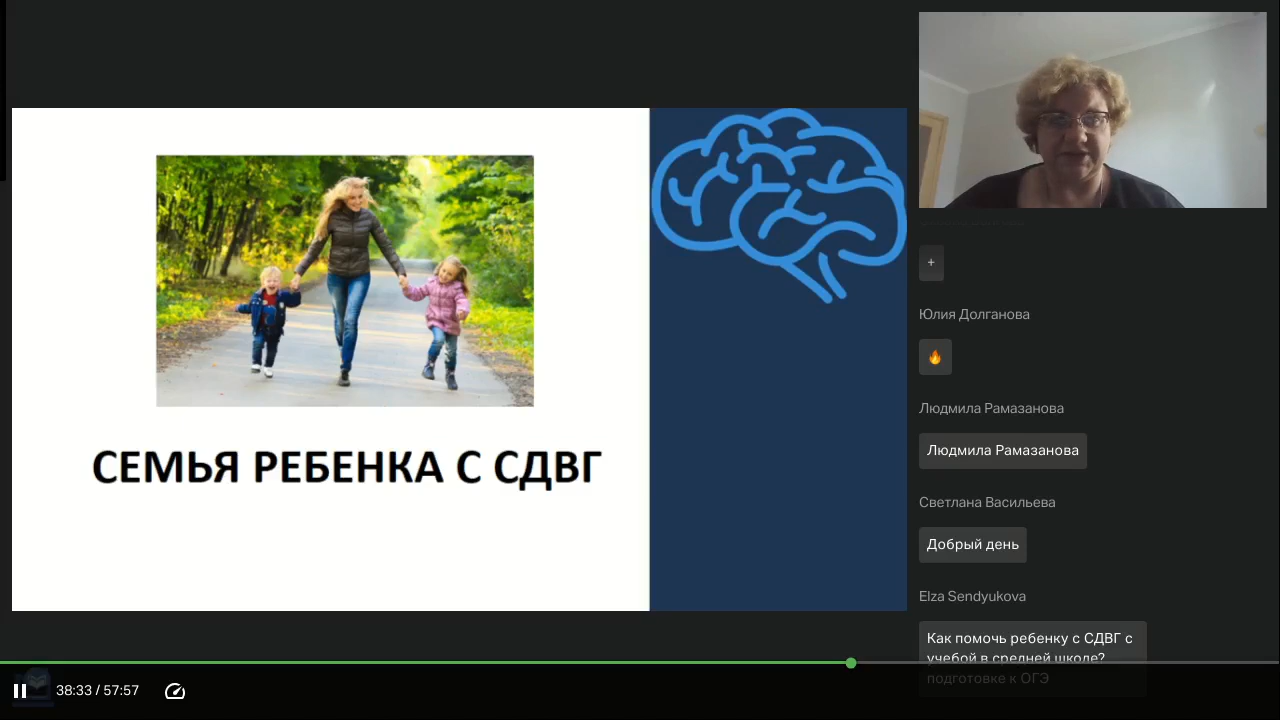 СЕМЬЯ РЕБЕНКА С СДВГ
+
Юлия Долганова
Людмила Рамазанова
Людмила Рамазанова
Светлана Васильева
Добрый день
Elza Sendyukova
Как помочь ребенку с СДВГ с
учебой в средней школе?
подготовке к ОГЭ
38:33 / 57:57